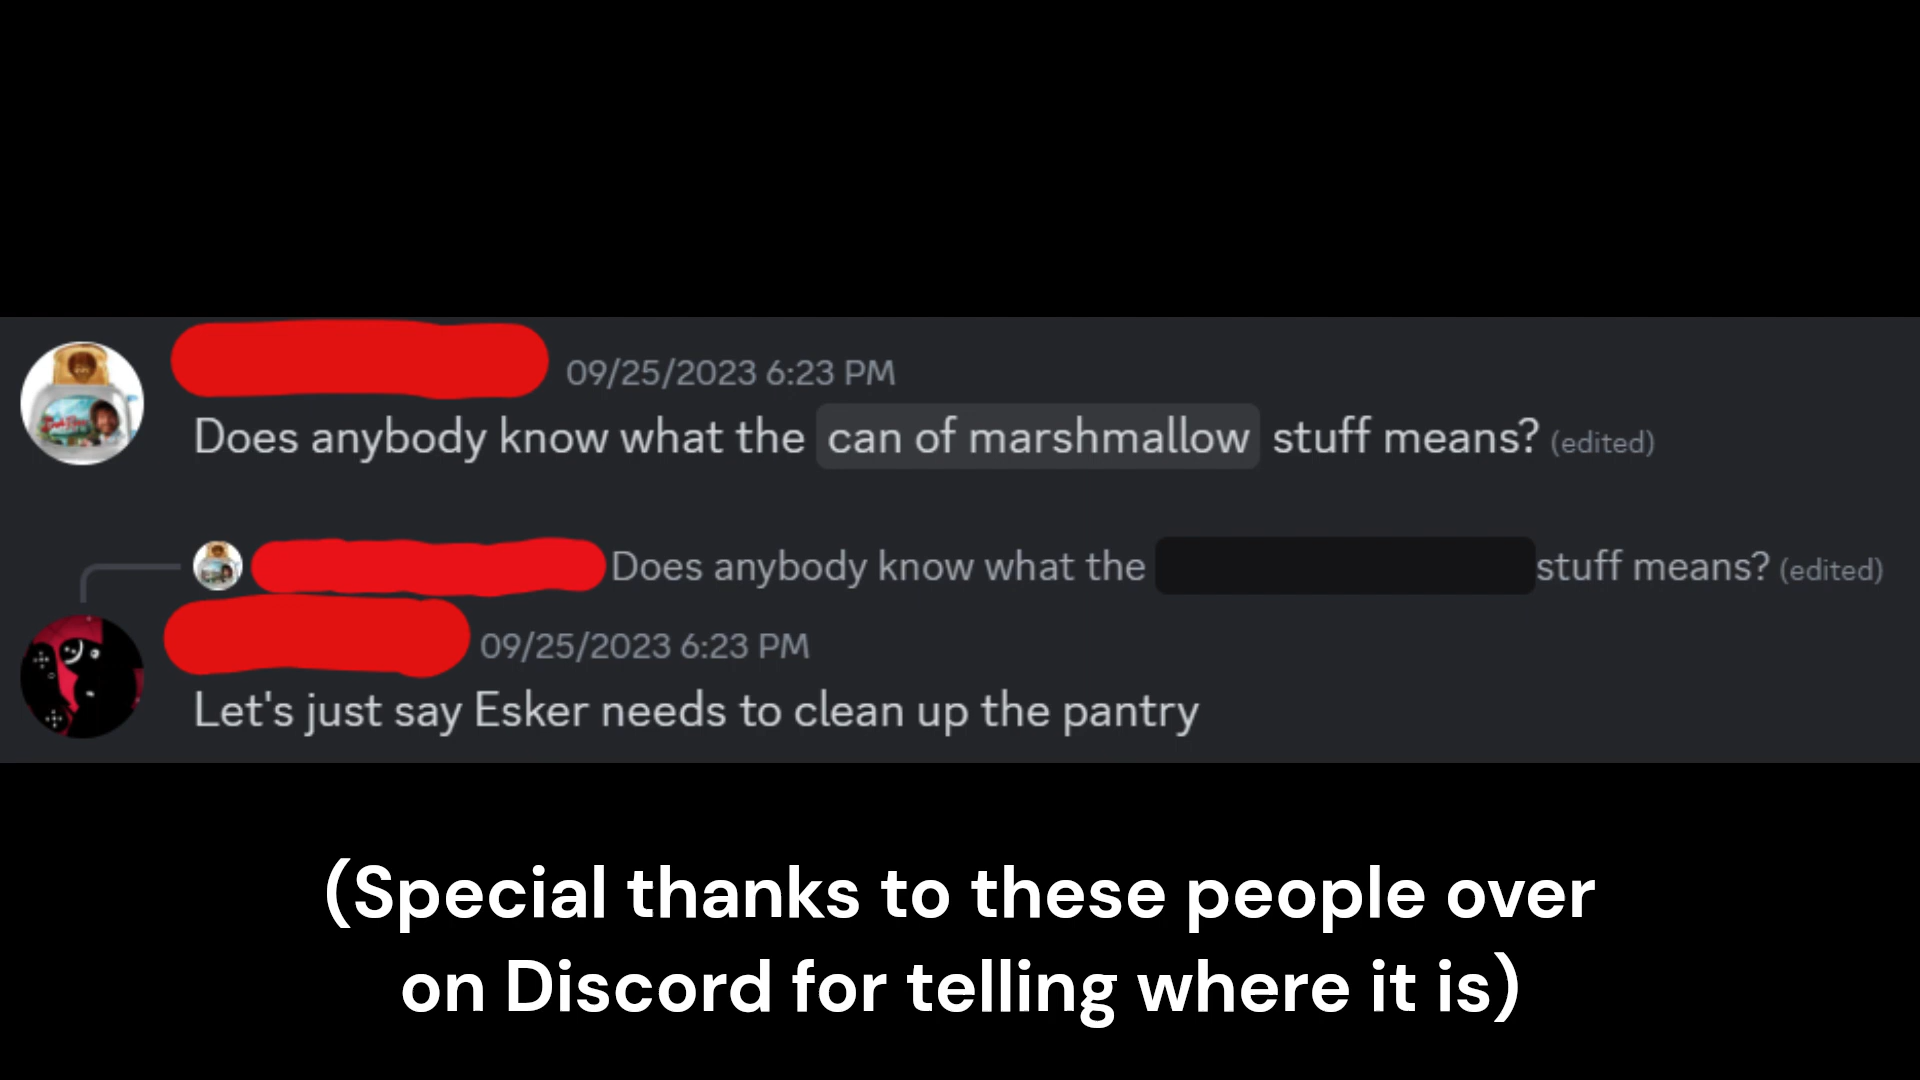 09/25/2023 6:23 PM
Does anybody know what the can of marshmallow stuff means? (edited)
Does anybody know what the stuff means? (edited)
09/25/2023 6:23 PM
Let's just say Esker needs to clean up the pantry
(Special thanks to these people over
on Discord for telling where it is)